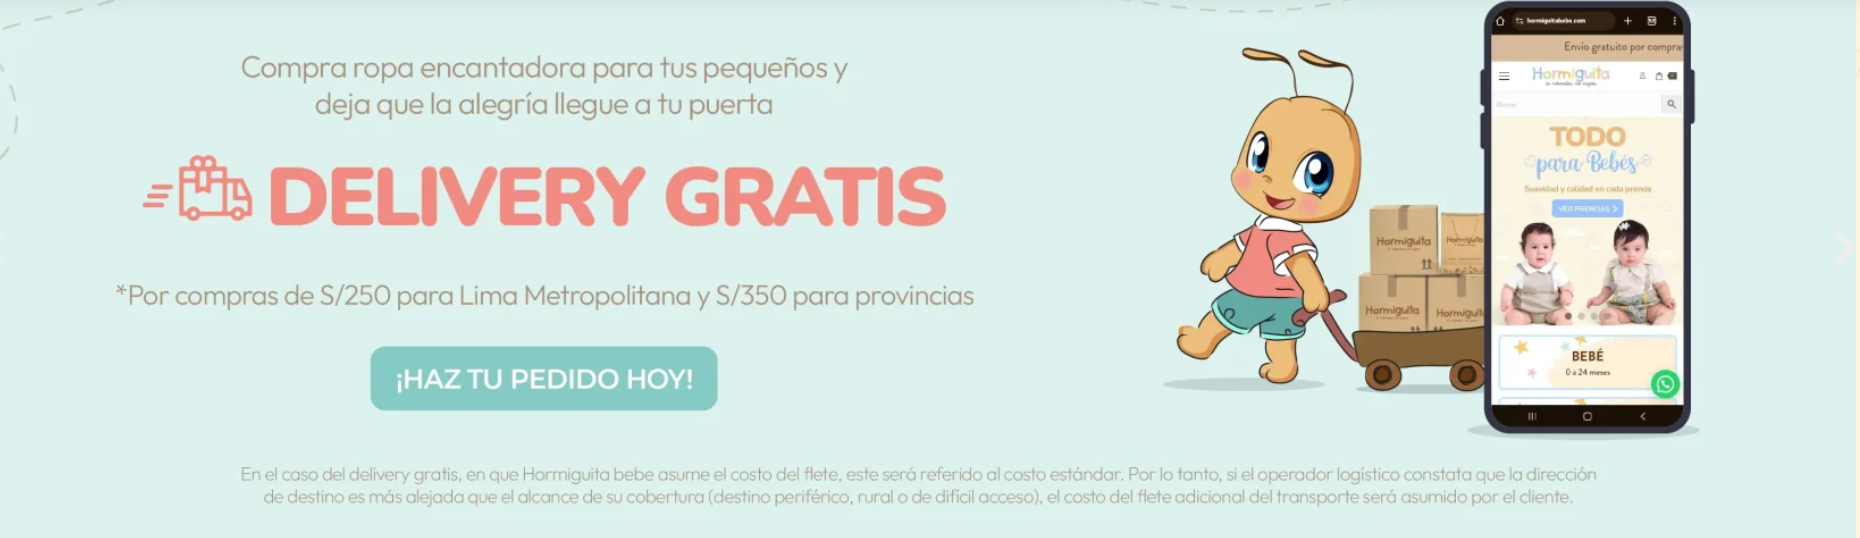 Compra ropa encantadora para tus pequeños y
deja que la alegría llegue a tu puerta
DELIVERY GRATIS
*Por compras de S/250 para Lima Metropolitana y S/350 para provincias
¡HAZ TU PEDIDO HOY!
En el caso del delivery gratis, en que Hormiguita bebe asume el costo del flete, este será referido al costo estándar. Por lo tanto, si el operador logístico constata que la dirección
de destino es más alejada que el alcance de su cobertura (destino periférico, rural o de difícil acceso), el costo del flete adicional del transporte será asumido por el cliente.
Hormiguita
Hormiguita
Hormiguita
Hormiguita
hormiguitabebe.com
Envío gratuito por compras
Hormiguita
Buscar
TODO
para Bebés
Suavidad y calidad en cada prenda
VER PRENDAS
BEBÉ
0 a 24 meses